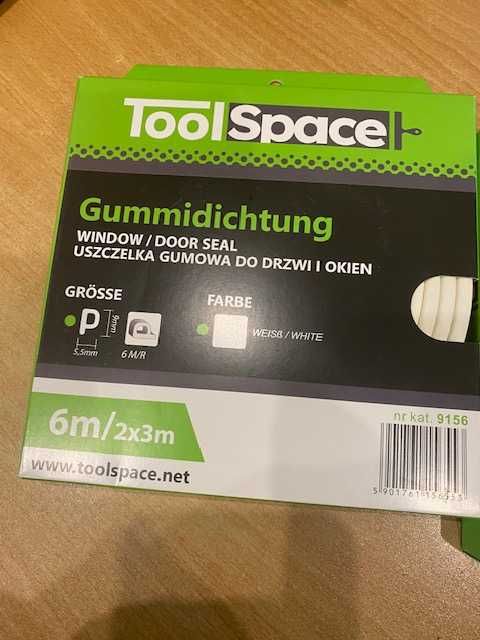 ToolSpace
Gummidichtung
WINDOW / DOOR SEAL
USZCZELKA GUMOWA DO DRZWI I OKIEN
GRÖSSE
FARBE
P
9mm
5,5mm
6 M/R
WEISß / WHITE
6m/2x3m
nr kat. 9156
www.toolspace.net